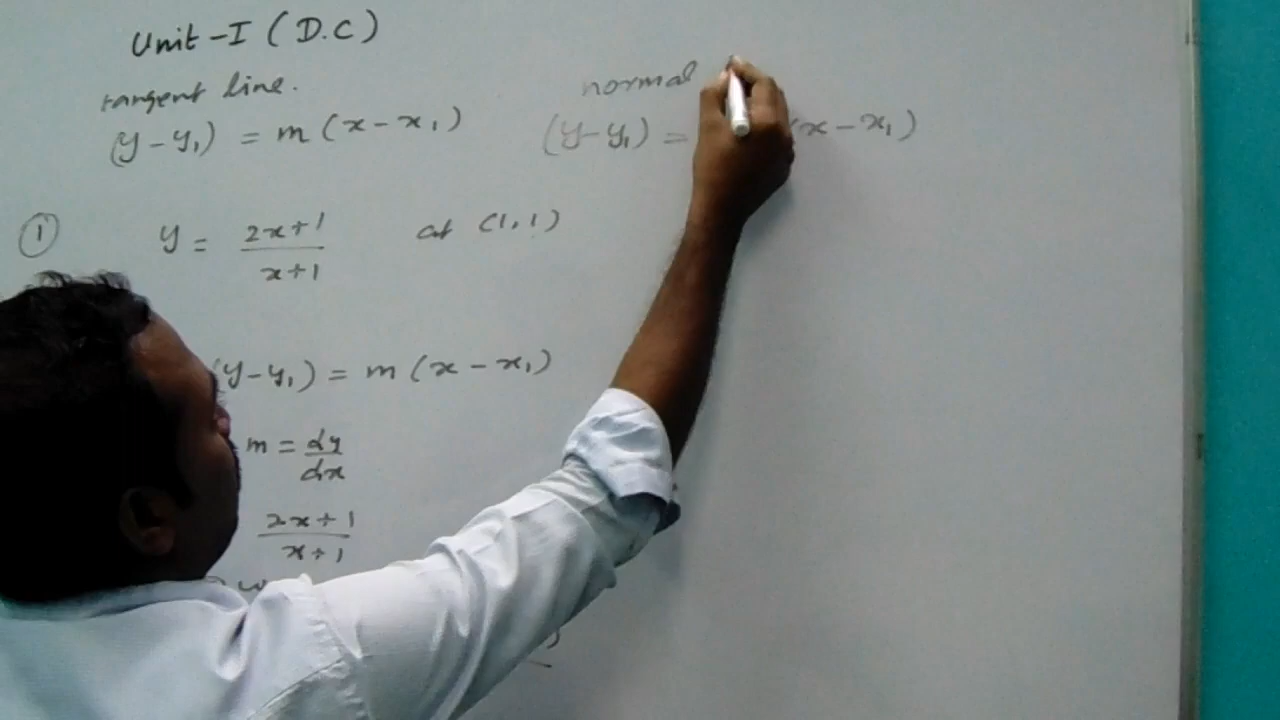 Unit-I (D.C)
tangent line.
(y-y₁) = m(x-x₁)
normal
(y-y₁) = (x-x₁)
① y = 2x+1 / x+1 at (1,1)
(y-y₁) = m(x-x₁)
m = dy/dx
2x+1 / x+1